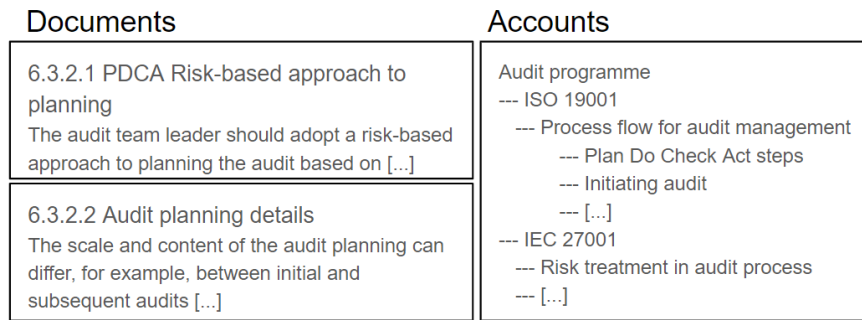 Documents
6.3.2.1 PDCA Risk-based approach to
planning
The audit team leader should adopt a risk-based
approach to planning the audit based on [...]
6.3.2.2 Audit planning details
The scale and content of the audit planning can
differ, for example, between initial and
subsequent audits [...]
Accounts
Audit programme
--- ISO 19001
--- Process flow for audit management
--- Plan Do Check Act steps
--- Initiating audit
--- [...]
--- IEC 27001
--- Risk treatment in audit process
--- [...]